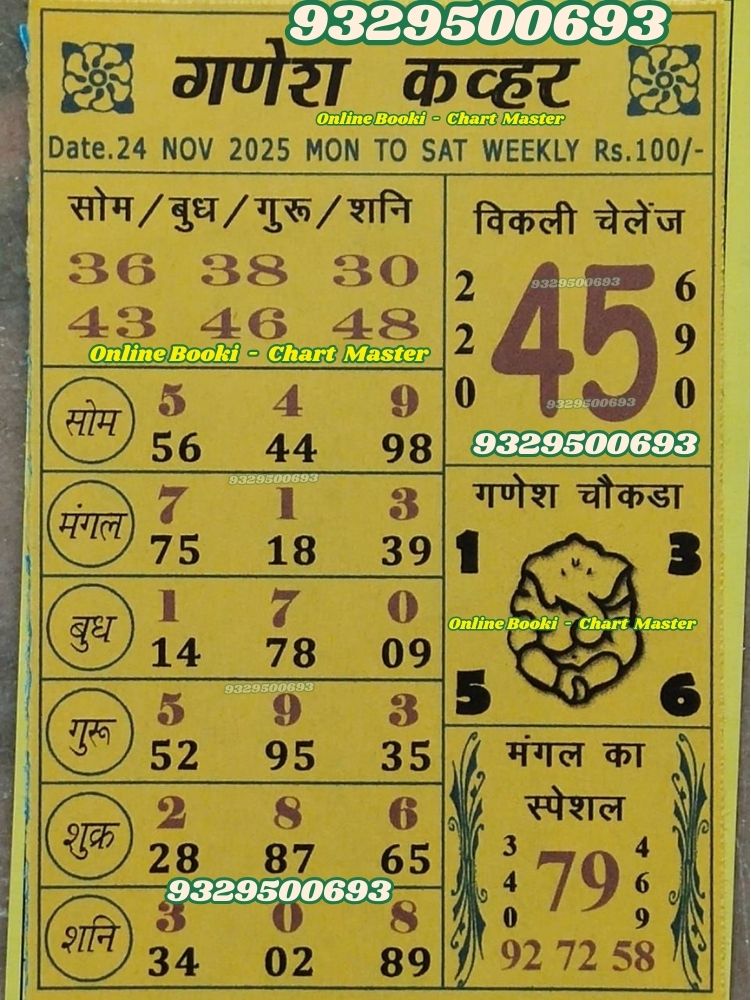 9329500693
गणेश कव्हर
Online Booki - Chart Master
Date.24 NOV 2025 MON TO SAT WEEKLY Rs.100/-
सोम/बुध/गुरू/शनि
36 38 30
43 46 48
Online Booki - Chart Master
विकली चेलेंज
2 45 6
2 9
0 0
9329500693
9329500693
9329500693
सोम
5 4 9
56 44 98
9329500693
मंगल
7 1 3
75 18 39
बुध
1 7 0
14 78 09
9329500693
गुरू
5 9 3
52 95 35
शुक्र
2 8 6
28 87 65
9329500693
शनि
3 0 8
34 02 89
गणेश चौकडा
1 3
Online Booki - Chart Master
5 6
मंगल का
स्पेशल
3 79 4
4 6
0 9
92 72 58